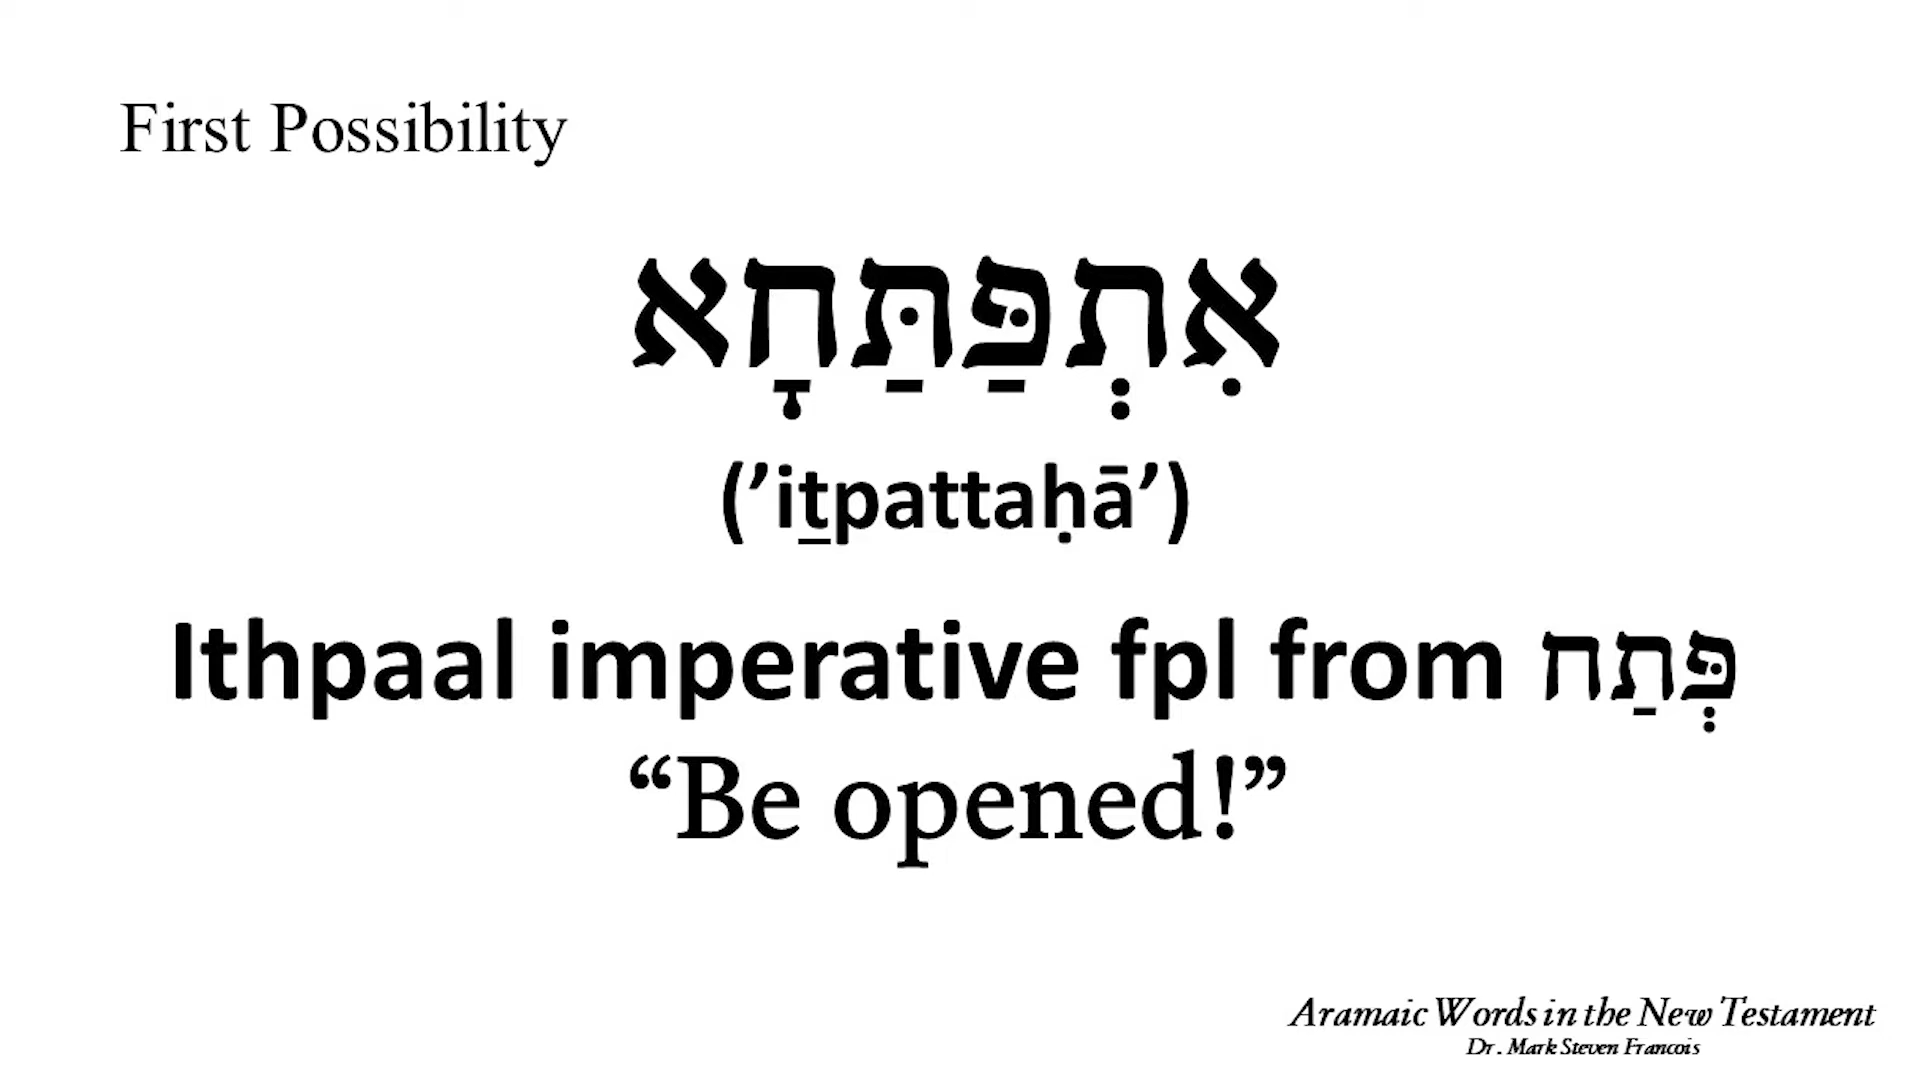 First Possibility
אִתְפַּתַּחָא
(’iṯpattaḥā’)
Ithpaal imperative fpl from פְּתַח
“Be opened!”
Aramaic Words in the New Testament
Dr. Mark Steven Francois